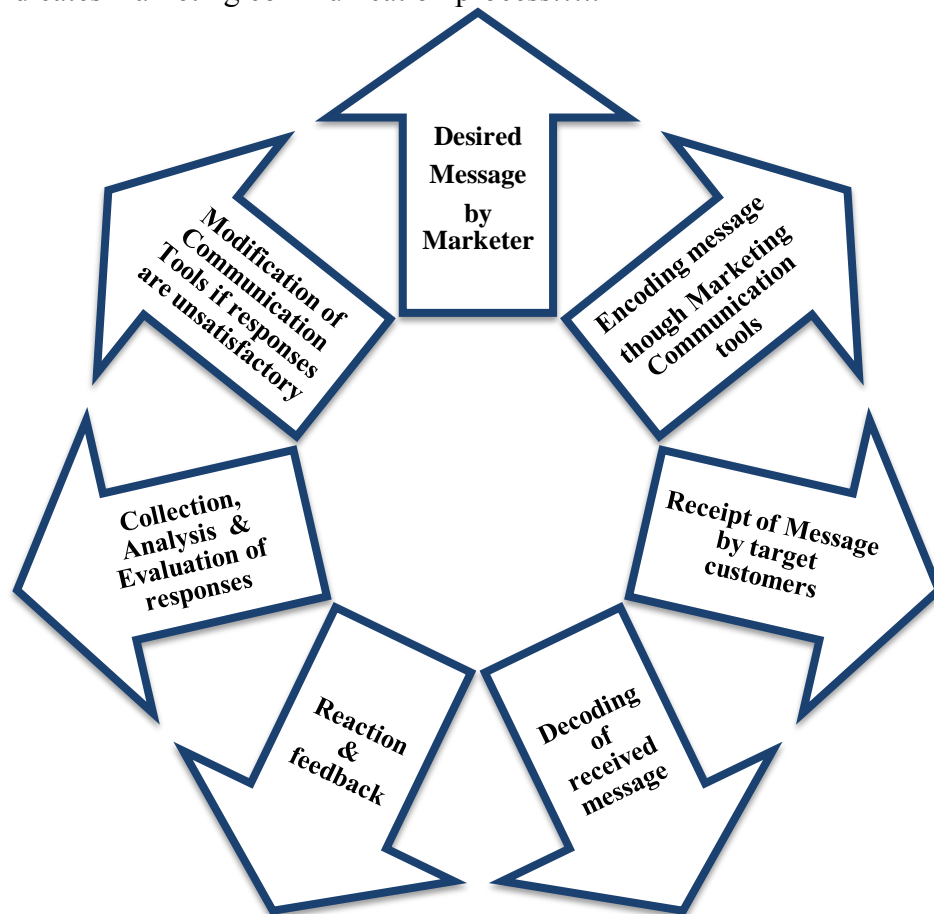 Desired
Message
by
Marketer
Encoding message
though Marketing
Communication
tools
Receipt of Message
by target
customers
Decoding
of
received
message
Reaction
&
feedback
Collection,
Analysis &
Evaluation of
responses
Modification of
Communication
Tools if responses
are unsatisfactory